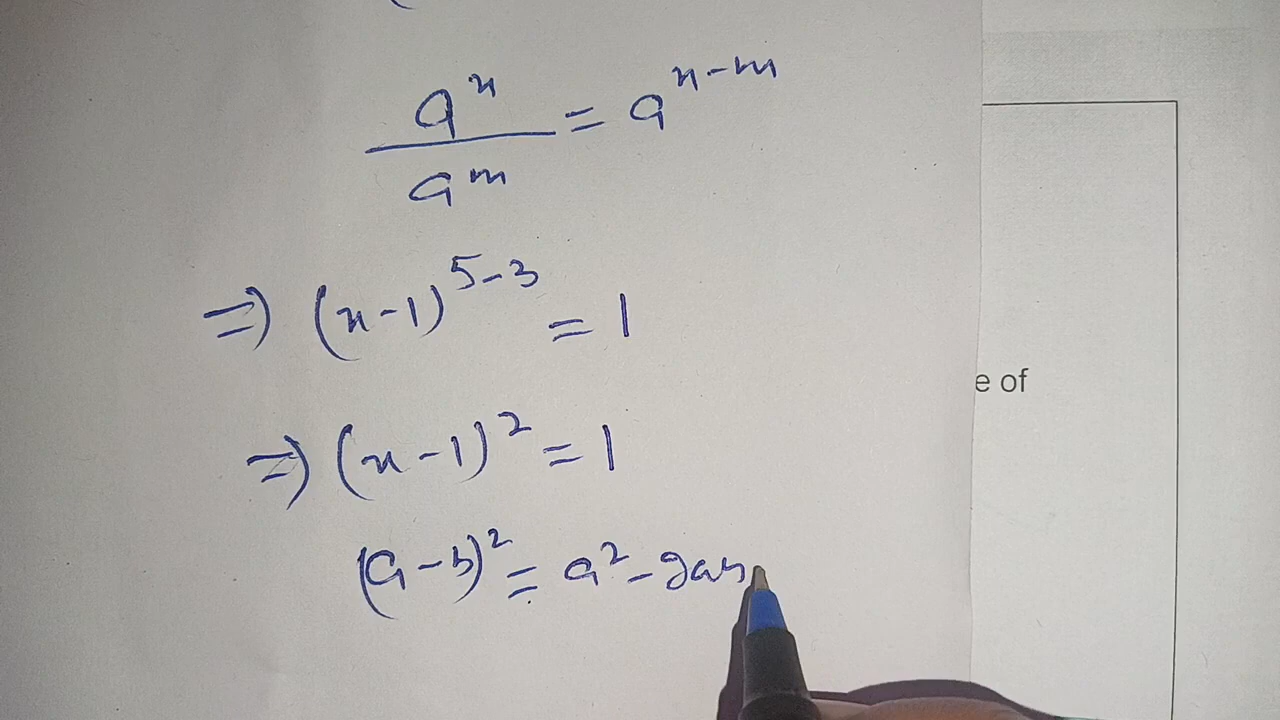 a^n / a^m = a^(n-m)
=> (x-1)^(5-3) = 1
e of
=> (x-1)^2 = 1
(a-b)^2 = a^2 - 2ab